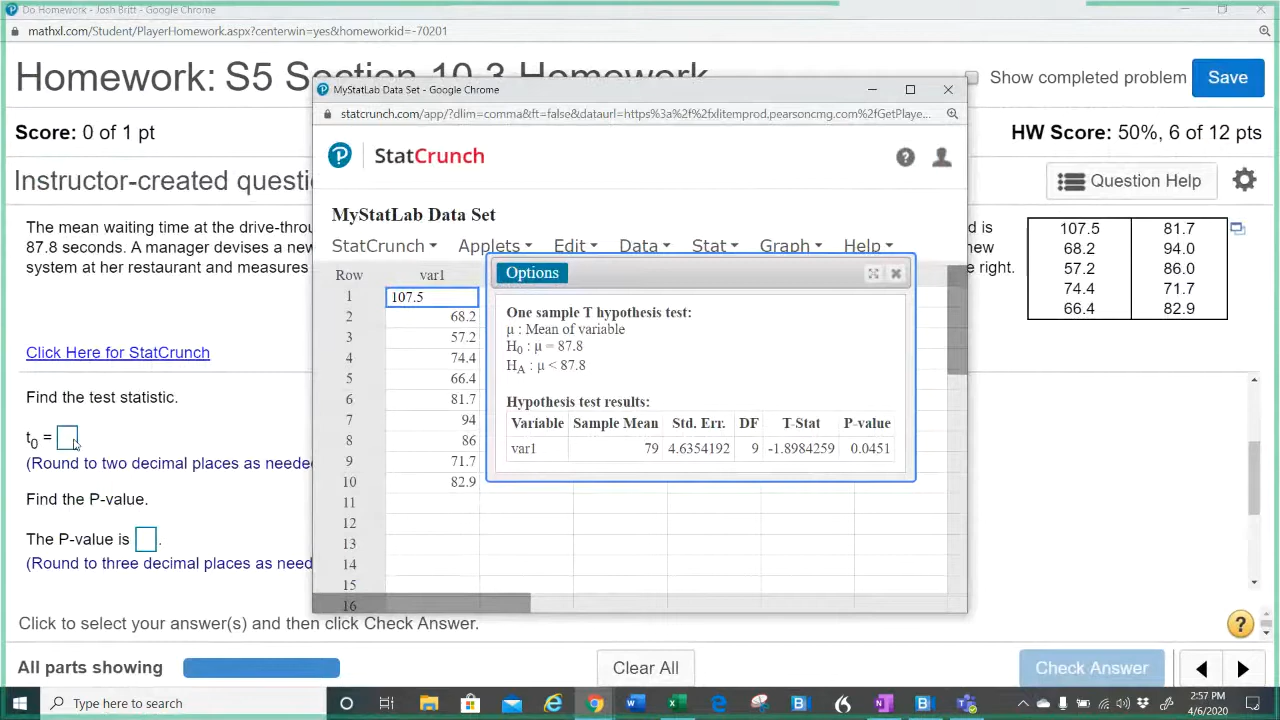 Do Homework - Josh Britt - Google Chrome
mathxl.com/Student/PlayerHomework.aspx?centerwin=yes&homeworkid=-70201
Homework: S5 Section 10.3 Homework
Show completed problem
Save
Score: 0 of 1 pt
HW Score: 50%, 6 of 12 pts
Instructor-created questi
Question Help
The mean waiting time at the drive-throu
d is
87.8 seconds. A manager devises a new
new
system at her restaurant and measures
e right.
107.5 81.7
68.2 94.0
57.2 86.0
74.4 71.7
66.4 82.9
Click Here for StatCrunch
Find the test statistic.
t0 =
(Round to two decimal places as neede
Find the P-value.
The P-value is .
(Round to three decimal places as need
Click to select your answer(s) and then click Check Answer.
?
All parts showing
Clear All
Check Answer
MyStatLab Data Set - Google Chrome
statcrunch.com/app/?dlim=comma&ft=false&dataurl=https%3a%2f%2fxlitemprod.pearsoncmg.com%2fGetPlaye...
P
StatCrunch
?
MyStatLab Data Set
StatCrunch Applets Edit Data Stat Graph Help
Row var1
1 107.5
2 68.2
3 57.2
4 74.4
5 66.4
6 81.7
7 94
8 86
9 71.7
10 82.9
11
12
13
14
15
16
Options
One sample T hypothesis test:
μ : Mean of variable
H0 : μ = 87.8
HA : μ < 87.8
Hypothesis test results:
Variable Sample Mean Std. Err. DF T-Stat P-value
var1 79 4.6354192 9 -1.8984259 0.0451
Type here to search
2:57 PM
4/6/2020